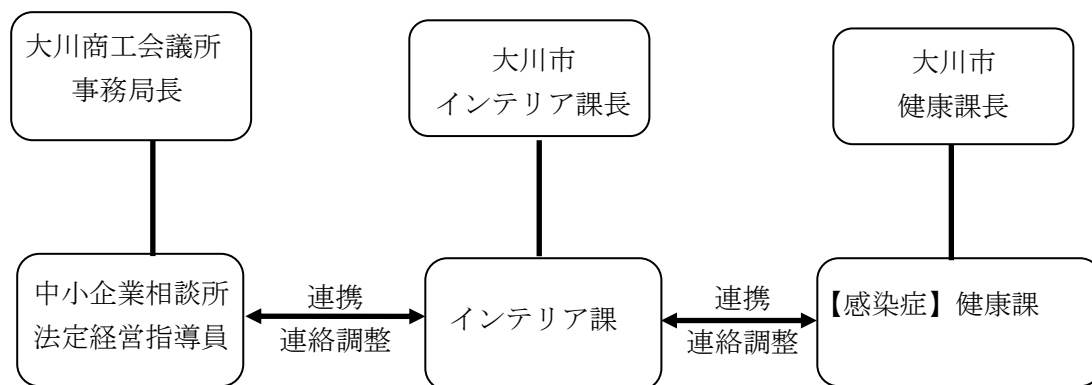 大川商工会議所
事務局長
大川市
インテリア課長
大川市
健康課長
中小企業相談所
法定経営指導員
連携
連絡調整
インテリア課
連携
連絡調整
【感染症】健康課